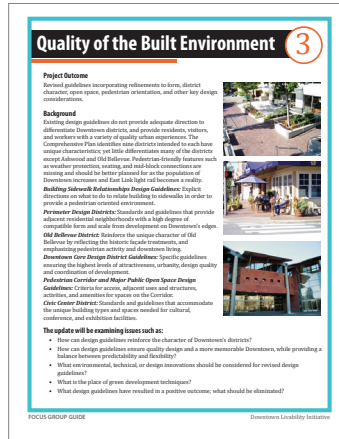 Quality of the Built Environment
3
Project Outcome
Revised guidelines incorporating refinements to form, district
character, open space, pedestrian orientation, and other key design
considerations.
Background
Existing design guidelines do not provide adequate direction to
differentiate Downtown districts, and provide residents, visitors,
and workers with a variety of quality urban experiences. The
Comprehensive Plan identifies nine districts intended to each have
unique characteristics; yet little differentiates many of the districts
except Ashwood and Old Bellevue. Pedestrian-friendly features such
as weather protection, seating, and mid-block connections are
missing and should be better planned for as the population of
Downtown increases and East Link light rail becomes a reality.
Building Sidewalk Relationships Design Guidelines: Explicit
directions on what to do to relate building to sidewalks in order to
provide a pedestrian oriented environment.
Perimeter Design Districts: Standards and guidelines that provide
adjacent residential neighborhoods with a high degree of
compatible form and scale from development on Downtown's edges.
Old Bellevue District: Reinforce the unique character of Old
Bellevue by reflecting the historic façade treatments, and
emphasizing pedestrian activity and downtown living.
Downtown Core Design District Guidelines: Specific guidelines
ensuring the highest levels of attractiveness, urbanity, design quality
and coordination of development.
Pedestrian Corridor and Major Public Open Space Design
Guidelines: Criteria for access, adjacent uses and structures,
activities, and amenities for spaces on the Corridor.
Civic Center District: Standards and guidelines that accommodate
the unique building types and spaces needed for cultural,
conference, and exhibition facilities.
The update will be examining issues such as:
• How can design guidelines reinforce the character of Downtown's districts?
• How can design guidelines ensure quality design and a more memorable Downtown, while providing a
balance between predictability and flexibility?
• What environmental, technical, or design innovations should be considered for revised design
guidelines?
• What is the place of green development techniques?
• What design guidelines have resulted in a positive outcome; what should be eliminated?
FOCUS GROUP GUIDE
Downtown Livability Initiative